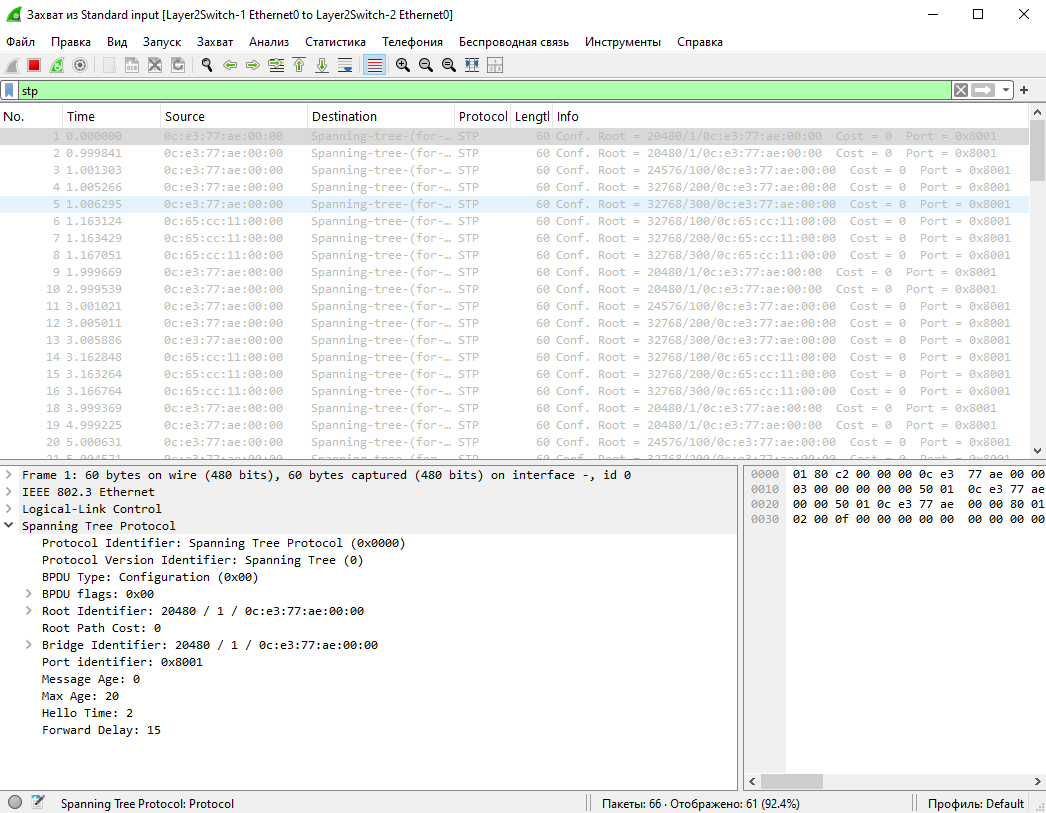 Захват из Standard input [Layer2Switch-1 Ethernet0 to Layer2Switch-2 Ethernet0]
Файл Правка Вид Запуск Захват Анализ Статистика Телефония Беспроводная связь Инструменты Справка
stp
No. Time Source Destination Protocol Lengtl Info
1 0.000000 0c:e3:77:ae:00:00 Spanning-tree-(for-… STP 60 Conf. Root = 20480/1/0c:e3:77:ae:00:00 Cost = 0 Port = 0x8001
2 0.999841 0c:e3:77:ae:00:00 Spanning-tree-(for-… STP 60 Conf. Root = 20480/1/0c:e3:77:ae:00:00 Cost = 0 Port = 0x8001
3 1.001303 0c:e3:77:ae:00:00 Spanning-tree-(for-… STP 60 Conf. Root = 24576/100/0c:e3:77:ae:00:00 Cost = 0 Port = 0x8001
4 1.005266 0c:e3:77:ae:00:00 Spanning-tree-(for-… STP 60 Conf. Root = 32768/200/0c:e3:77:ae:00:00 Cost = 0 Port = 0x8001
5 1.006295 0c:e3:77:ae:00:00 Spanning-tree-(for-… STP 60 Conf. Root = 32768/300/0c:e3:77:ae:00:00 Cost = 0 Port = 0x8001
6 1.163124 0c:65:cc:11:00:00 Spanning-tree-(for-… STP 60 Conf. Root = 32768/100/0c:65:cc:11:00:00 Cost = 0 Port = 0x8001
7 1.163429 0c:65:cc:11:00:00 Spanning-tree-(for-… STP 60 Conf. Root = 32768/200/0c:65:cc:11:00:00 Cost = 0 Port = 0x8001
8 1.167051 0c:65:cc:11:00:00 Spanning-tree-(for-… STP 60 Conf. Root = 32768/300/0c:65:cc:11:00:00 Cost = 0 Port = 0x8001
9 1.999669 0c:e3:77:ae:00:00 Spanning-tree-(for-… STP 60 Conf. Root = 20480/1/0c:e3:77:ae:00:00 Cost = 0 Port = 0x8001
10 2.999539 0c:e3:77:ae:00:00 Spanning-tree-(for-… STP 60 Conf. Root = 20480/1/0c:e3:77:ae:00:00 Cost = 0 Port = 0x8001
11 3.001021 0c:e3:77:ae:00:00 Spanning-tree-(for-… STP 60 Conf. Root = 24576/100/0c:e3:77:ae:00:00 Cost = 0 Port = 0x8001
12 3.005011 0c:e3:77:ae:00:00 Spanning-tree-(for-… STP 60 Conf. Root = 32768/200/0c:e3:77:ae:00:00 Cost = 0 Port = 0x8001
13 3.005886 0c:e3:77:ae:00:00 Spanning-tree-(for-… STP 60 Conf. Root = 32768/300/0c:e3:77:ae:00:00 Cost = 0 Port = 0x8001
14 3.162848 0c:65:cc:11:00:00 Spanning-tree-(for-… STP 60 Conf. Root = 32768/100/0c:65:cc:11:00:00 Cost = 0 Port = 0x8001
15 3.163264 0c:65:cc:11:00:00 Spanning-tree-(for-… STP 60 Conf. Root = 32768/200/0c:65:cc:11:00:00 Cost = 0 Port = 0x8001
16 3.166764 0c:65:cc:11:00:00 Spanning-tree-(for-… STP 60 Conf. Root = 32768/300/0c:65:cc:11:00:00 Cost = 0 Port = 0x8001
18 3.999369 0c:e3:77:ae:00:00 Spanning-tree-(for-… STP 60 Conf. Root = 20480/1/0c:e3:77:ae:00:00 Cost = 0 Port = 0x8001
19 4.999225 0c:e3:77:ae:00:00 Spanning-tree-(for-… STP 60 Conf. Root = 20480/1/0c:e3:77:ae:00:00 Cost = 0 Port = 0x8001
20 5.000631 0c:e3:77:ae:00:00 Spanning-tree-(for-… STP 60 Conf. Root = 24576/100/0c:e3:77:ae:00:00 Cost = 0 Port = 0x8001
Frame 1: 60 bytes on wire (480 bits), 60 bytes captured (480 bits) on interface -, id 0
IEEE 802.3 Ethernet
Logical-Link Control
Spanning Tree Protocol
Protocol Identifier: Spanning Tree Protocol (0x0000)
Protocol Version Identifier: Spanning Tree (0)
BPDU Type: Configuration (0x00)
BPDU flags: 0x00
Root Identifier: 20480 / 1 / 0c:e3:77:ae:00:00
Root Path Cost: 0
Bridge Identifier: 20480 / 1 / 0c:e3:77:ae:00:00
Port identifier: 0x8001
Message Age: 0
Max Age: 20
Hello Time: 2
Forward Delay: 15
0000 01 80 c2 00 00 00 0c e3 77 ae 00 00
0010 03 00 00 00 00 00 50 01 0c e3 77 ae
0020 00 00 50 01 0c e3 77 ae 00 00 80 01
0030 02 00 0f 00 00 00 00 00 00 00 00 00
Spanning Tree Protocol: Protocol
Пакеты: 66 · Отображено: 61 (92.4%)
Профиль: Default